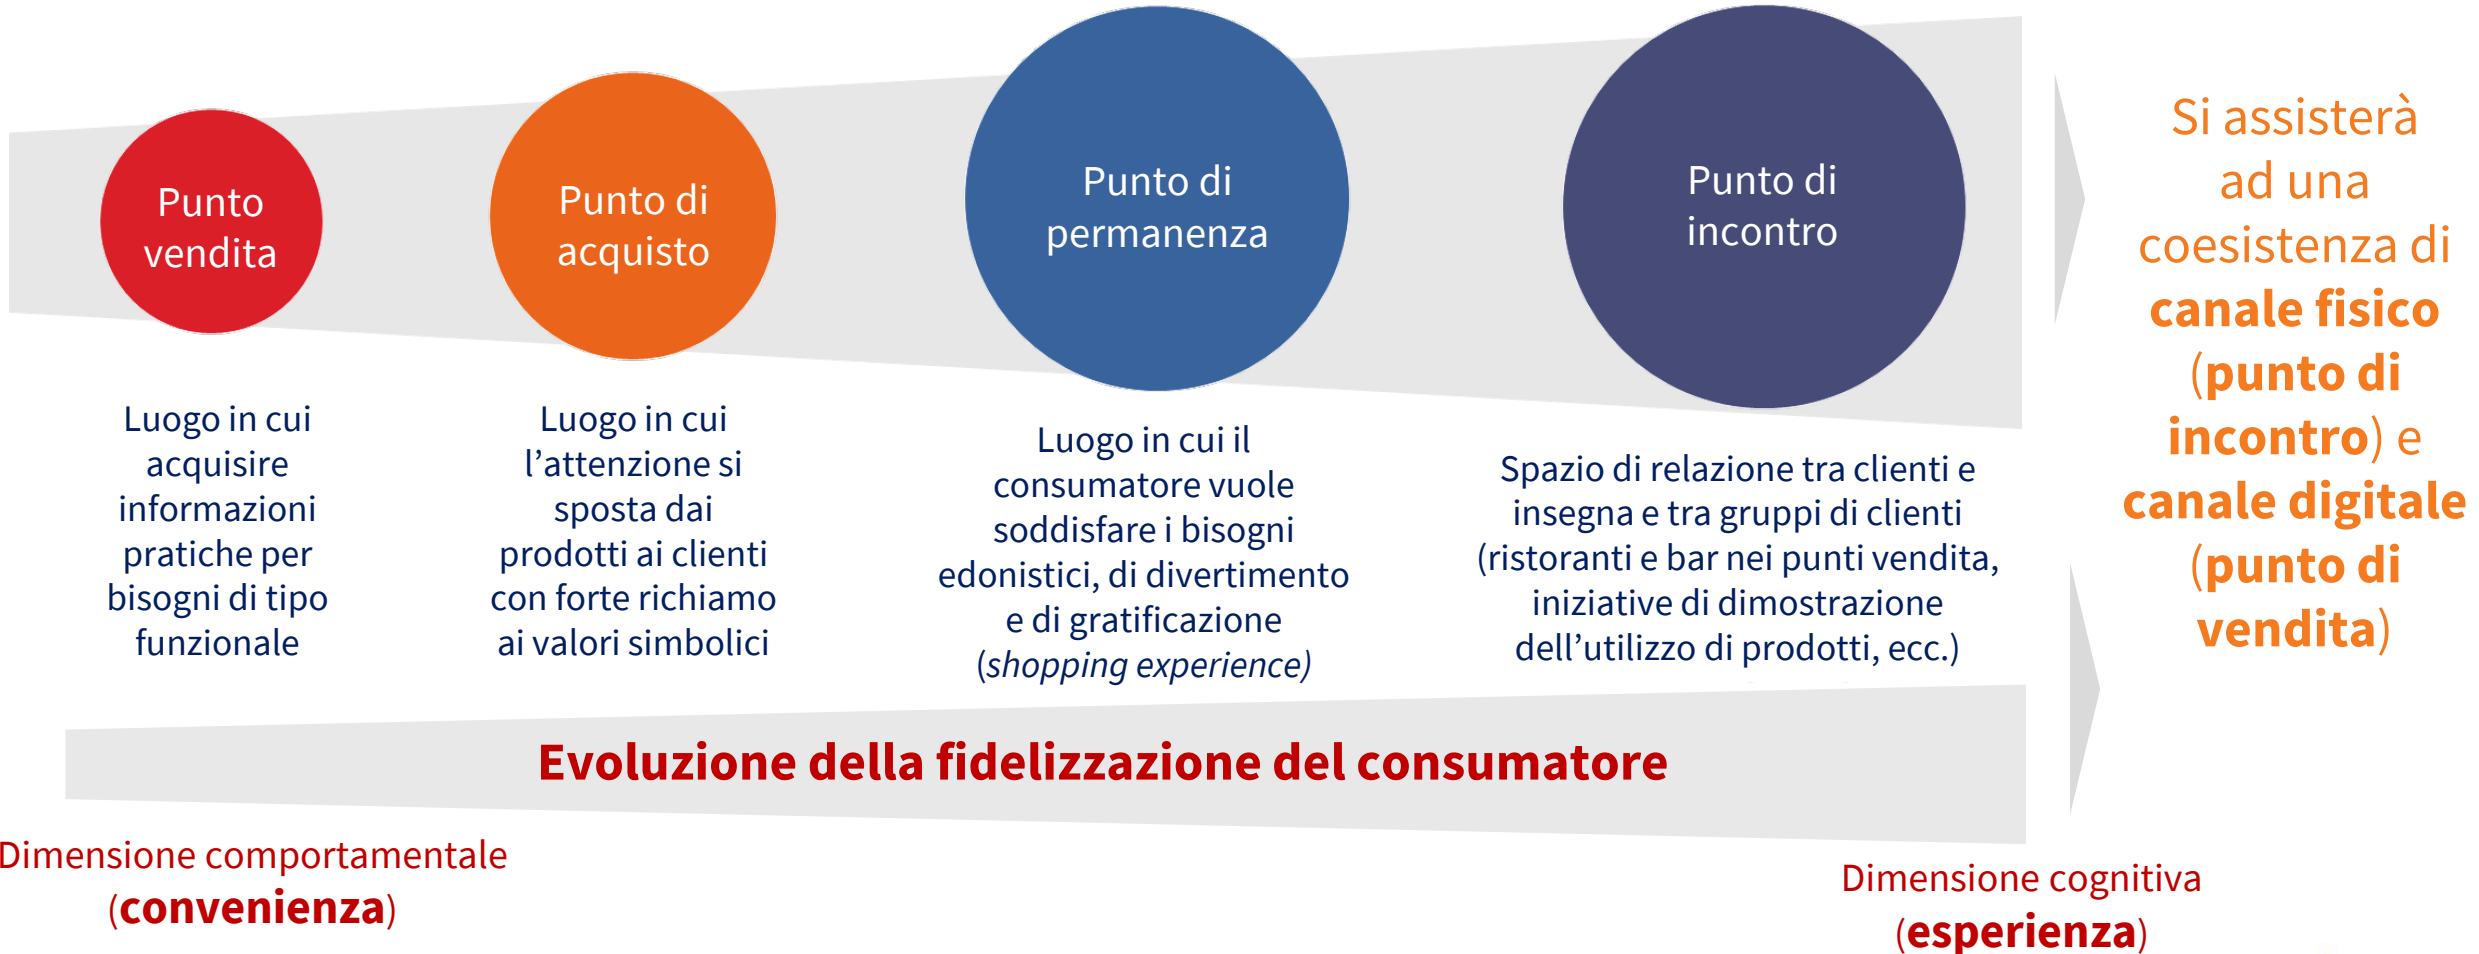 Punto
vendita
Punto di
acquisto
Punto di
permanenza
Punto di
incontro
Luogo in cui
acquisire
informazioni
pratiche per
bisogni di tipo
funzionale
Luogo in cui
l’attenzione si
sposta dai
prodotti ai clienti
con forte richiamo
ai valori simbolici
Luogo in cui il
consumatore vuole
soddisfare i bisogni
edonistici, di divertimento
e di gratificazione
(shopping experience)
Spazio di relazione tra clienti e
insegna e tra gruppi di clienti
(ristoranti e bar nei punti vendita,
iniziative di dimostrazione
dell’utilizzo di prodotti, ecc.)
Si assisterà
ad una
coesistenza di
canale fisico
(punto di
incontro) e
canale digitale
(punto di
vendita)
Evoluzione della fidelizzazione del consumatore
Dimensione comportamentale
(convenienza)
Dimensione cognitiva
(esperienza)